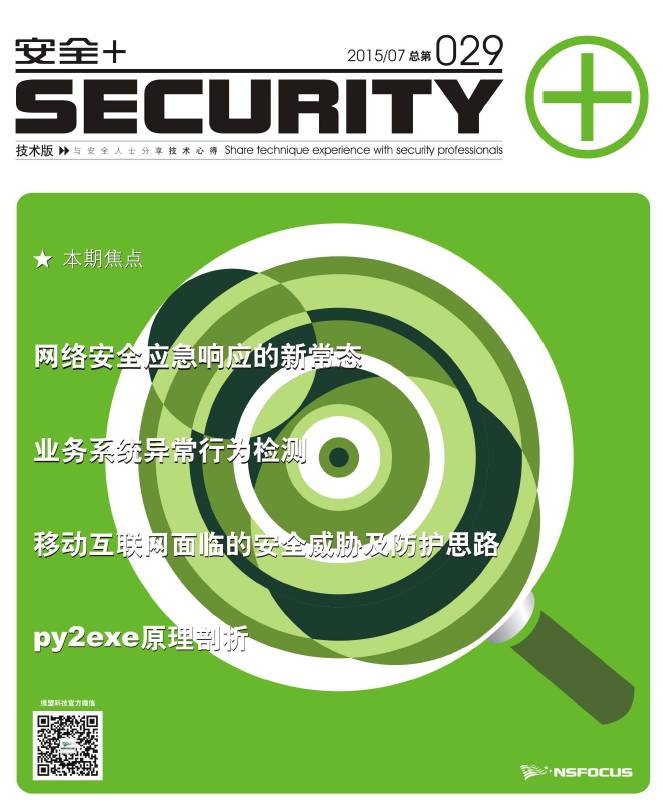 安全+
2015/07 总第029
SECURITY
技术版 与安全人士分享技术心得 Share technique experience with security professionals
★ 本期焦点
网络安全应急响应的新常态
业务系统异常行为检测
移动互联网面临的安全威胁及防护思路
py2exe原理剖析
绿盟科技官方微信
NSFOCUS